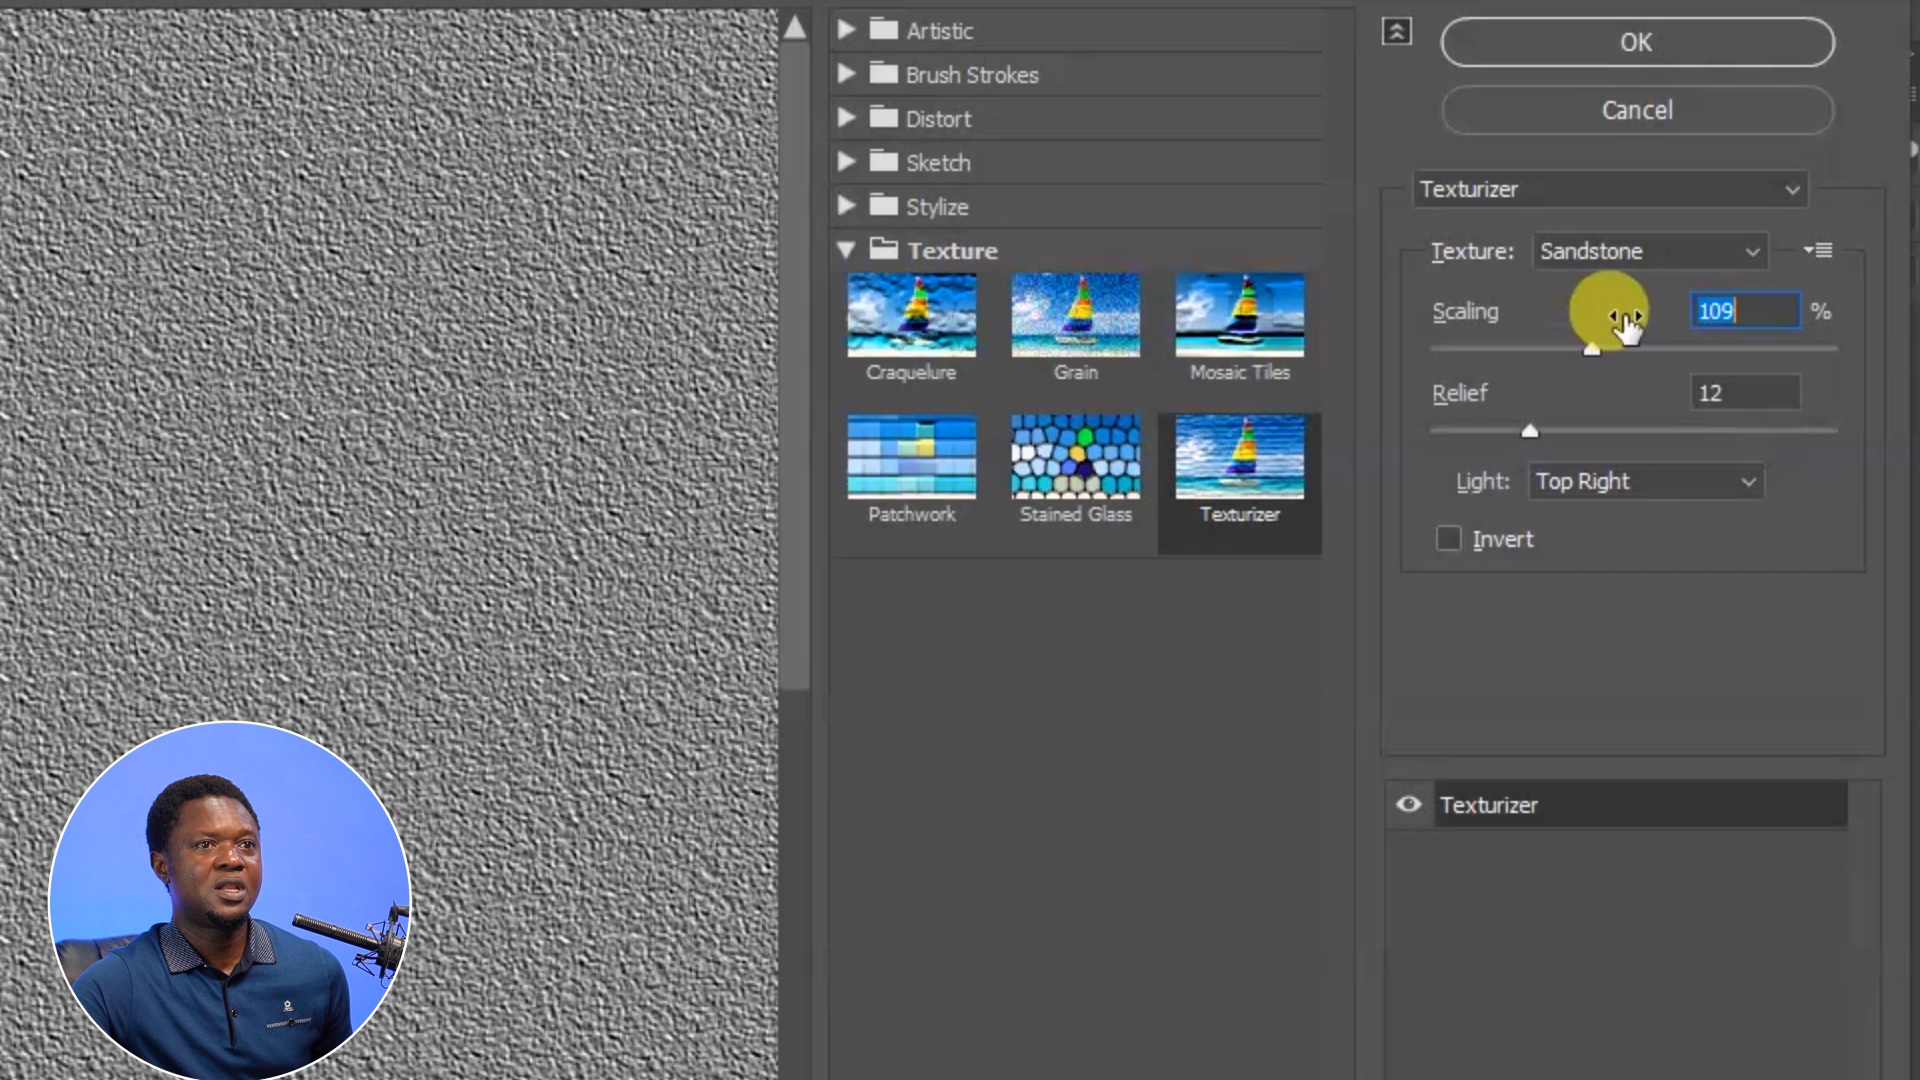 Artistic
Brush Strokes
Distort
Sketch
Stylize
Texture
Craquelure Grain Mosaic Tiles
Patchwork Stained Glass Texturizer
OK
Cancel
Texturizer
Texture: Sandstone
Scaling 109 %
Relief 12
Light: Top Right
Invert
Texturizer